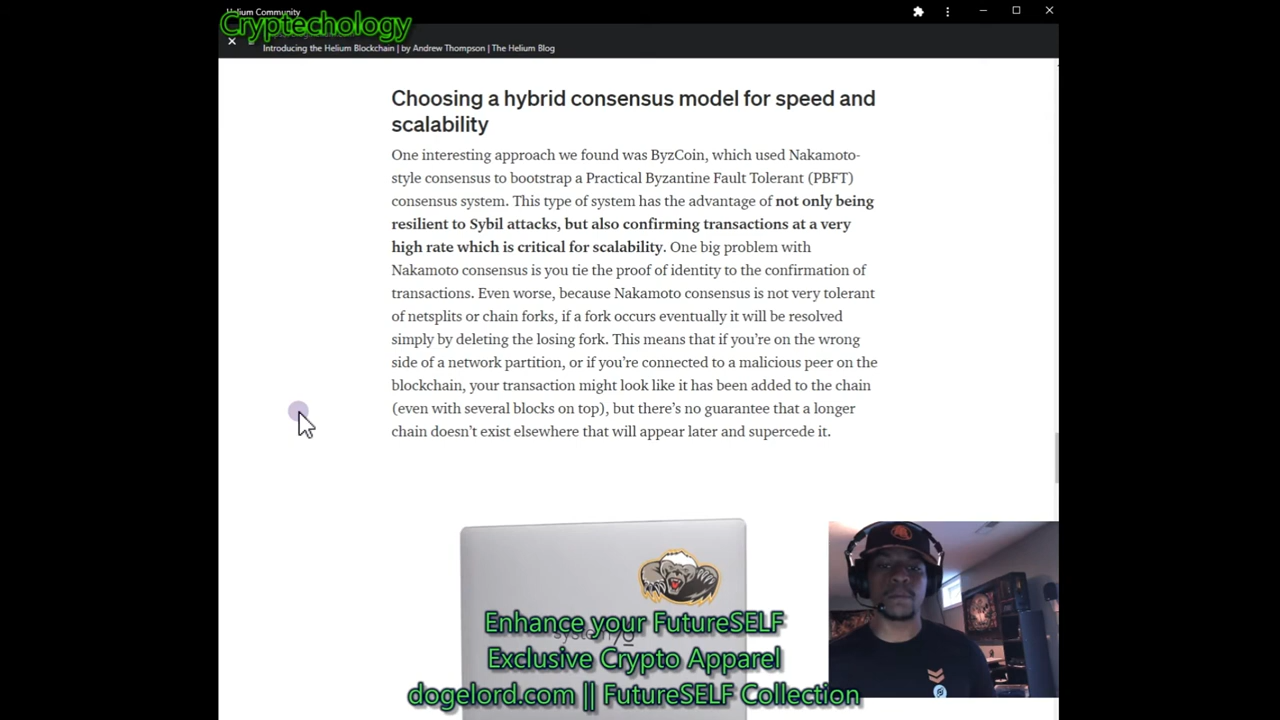 Helium Community
Cryptechology
Introducing the Helium Blockchain | by Andrew Thompson | The Helium Blog
Choosing a hybrid consensus model for speed and
scalability
One interesting approach we found was ByzCoin, which used Nakamoto-
style consensus to bootstrap a Practical Byzantine Fault Tolerant (PBFT)
consensus system. This type of system has the advantage of not only being
resilient to Sybil attacks, but also confirming transactions at a very
high rate which is critical for scalability. One big problem with
Nakamoto consensus is you tie the proof of identity to the confirmation of
transactions. Even worse, because Nakamoto consensus is not very tolerant
of netsplits or chain forks, if a fork occurs eventually it will be resolved
simply by deleting the losing fork. This means that if you’re on the wrong
side of a network partition, or if you’re connected to a malicious peer on the
blockchain, your transaction might look like it has been added to the chain
(even with several blocks on top), but there’s no guarantee that a longer
chain doesn’t exist elsewhere that will appear later and supercede it.
Enhance your FutureSELF
Exclusive Crypto Apparel
dogelord.com || FutureSELF Collection